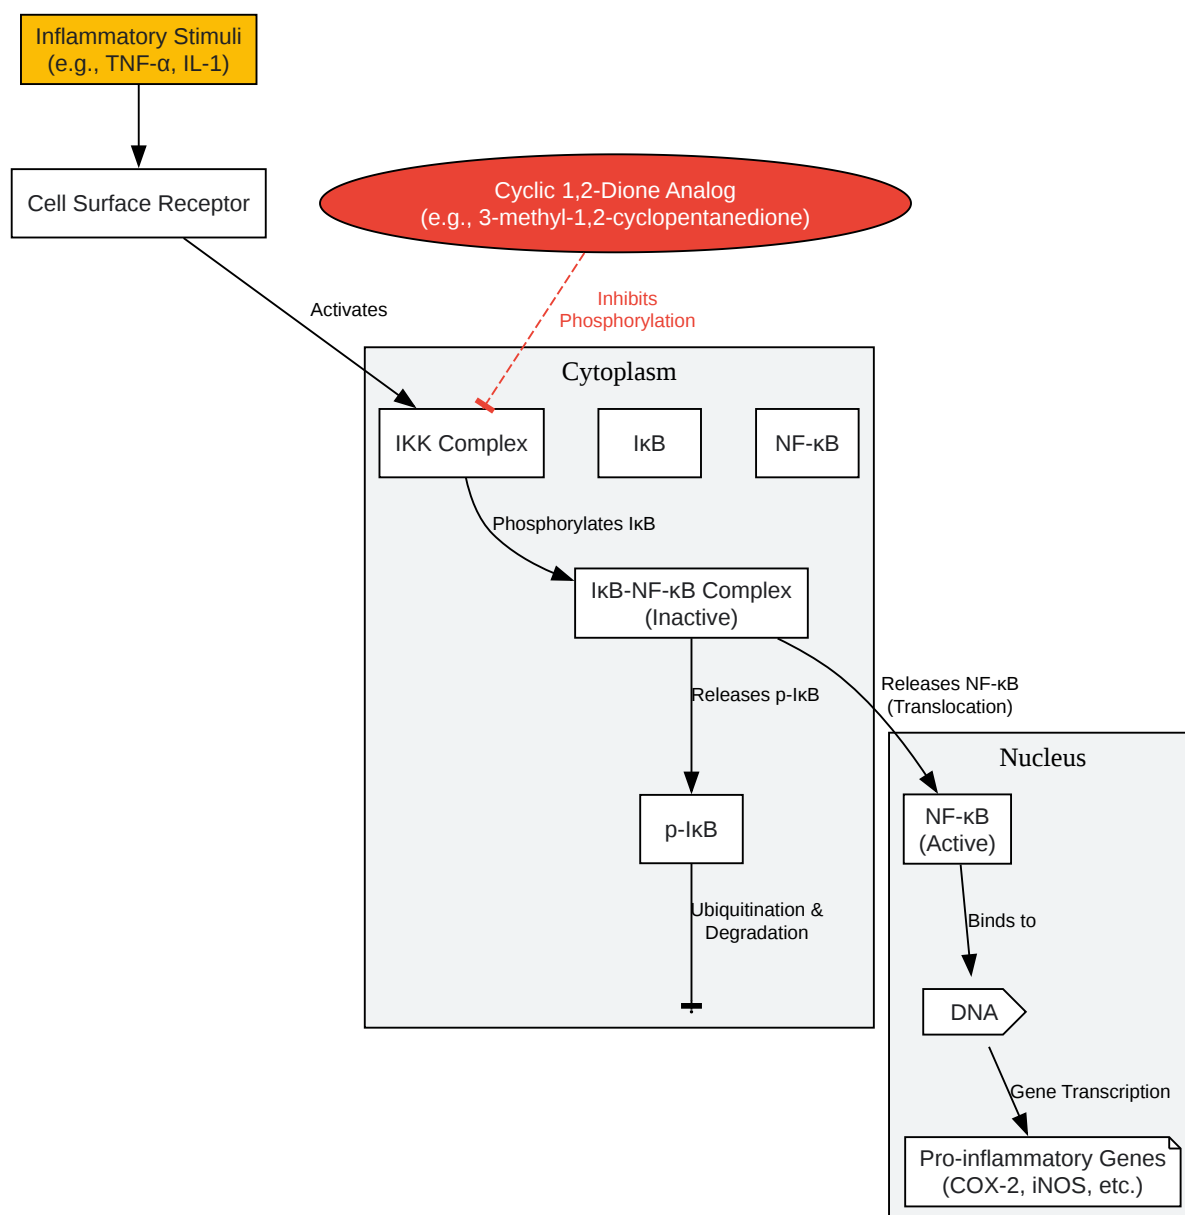 Inflammatory Stimuli
(e.g., TNF-α, IL-1)
Cell Surface Receptor
Cyclic 1,2-Dione Analog
(e.g., 3-methyl-1,2-cyclopentanedione)
Activates
Inhibits
Phosphorylation
Cytoplasm
IKK Complex
IκB
NF-κB
Phosphorylates IκB
IκB-NF-κB Complex
(Inactive)
Releases p-IκB
Releases NF-κB
(Translocation)
Nucleus
p-IκB
NF-κB
(Active)
Ubiquitination &
Degradation
Binds to
DNA
Gene Transcription
Pro-inflammatory Genes
(COX-2, iNOS, etc.)